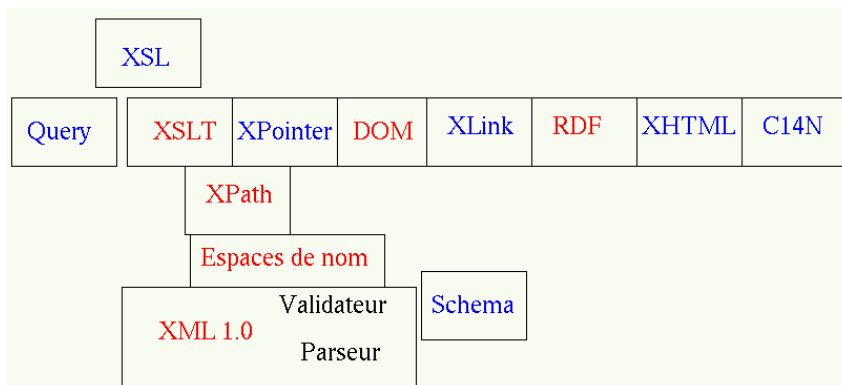 XSL
Query XSLT XPointer DOM XLink RDF XHTML C14N
XPath
Espaces de nom
Validateur Schema
XML 1.0
Parseur